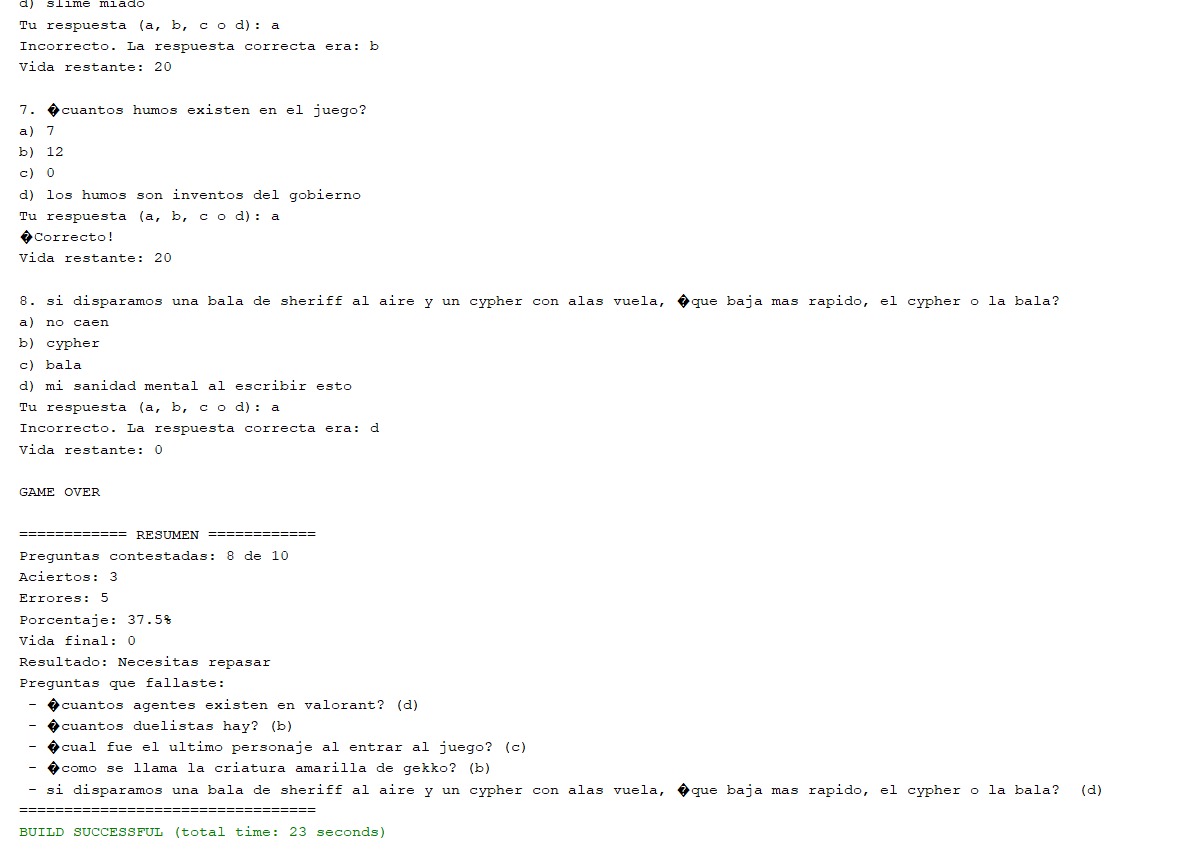 d) slime miado
Tu respuesta (a, b, c o d): a
Incorrecto. La respuesta correcta era: b
Vida restante: 20
7. �cuantos humos existen en el juego?
a) 7
b) 12
c) 0
d) los humos son inventos del gobierno
Tu respuesta (a, b, c o d): a
�Correcto!
Vida restante: 20
8. si disparamos una bala de sheriff al aire y un cypher con alas vuela, �que baja mas rapido, el cypher o la bala?
a) no caen
b) cypher
c) bala
d) mi sanidad mental al escribir esto
Tu respuesta (a, b, c o d): a
Incorrecto. La respuesta correcta era: d
Vida restante: 0
GAME OVER
============ RESUMEN ============
Preguntas contestadas: 8 de 10
Aciertos: 3
Errores: 5
Porcentaje: 37.5%
Vida final: 0
Resultado: Necesitas repasar
Preguntas que fallaste:
- �cuantos agentes existen en valorant? (d)
- �cuantos duelistas hay? (b)
- �cual fue el ultimo personaje al entrar al juego? (c)
- �como se llama la criatura amarilla de gekko? (b)
- si disparamos una bala de sheriff al aire y un cypher con alas vuela, �que baja mas rapido, el cypher o la bala?  (d)
=================================
BUILD SUCCESSFUL (total time: 23 seconds)